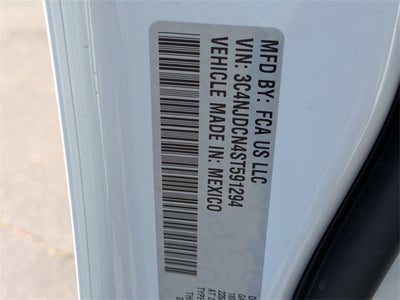 MFD BY: FCA US LLC
VIN: 3C4NJDCN4ST591294
VEHICLE MADE IN: MEXICO